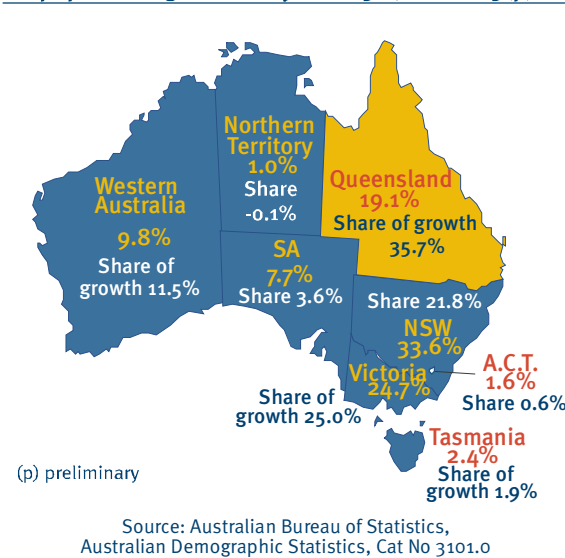 Northern
Territory
1.0%
Share
-0.1%
Queensland
19.1%
Share of growth
35.7%
Western
Australia
9.8%
Share of
growth 11.5%
SA
7.7%
Share 3.6%
Share 21.8%
NSW
33.6%
Victoria
24.7%
A.C.T.
1.6%
Share 0.6%
Share of
growth 25.0%
Tasmania
2.4%
Share of
growth 1.9%
(p) preliminary
Source: Australian Bureau of Statistics,
Australian Demographic Statistics, Cat No 3101.0